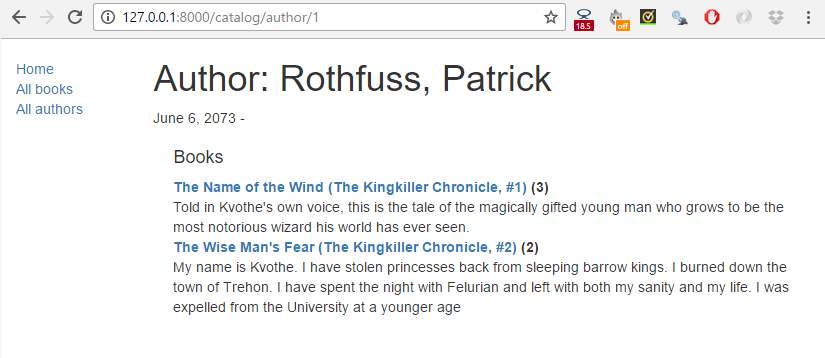 127.0.0.1:8000/catalog/author/1
18.5
off
Home
All books
All authors
Author: Rothfuss, Patrick
June 6, 2073 -
Books
The Name of the Wind (The Kingkiller Chronicle, #1) (3)
Told in Kvothe's own voice, this is the tale of the magically gifted young man who grows to be the
most notorious wizard his world has ever seen.
The Wise Man's Fear (The Kingkiller Chronicle, #2) (2)
My name is Kvothe. I have stolen princesses back from sleeping barrow kings. I burned down the
town of Trehon. I have spent the night with Felurian and left with both my sanity and my life. I was
expelled from the University at a younger age